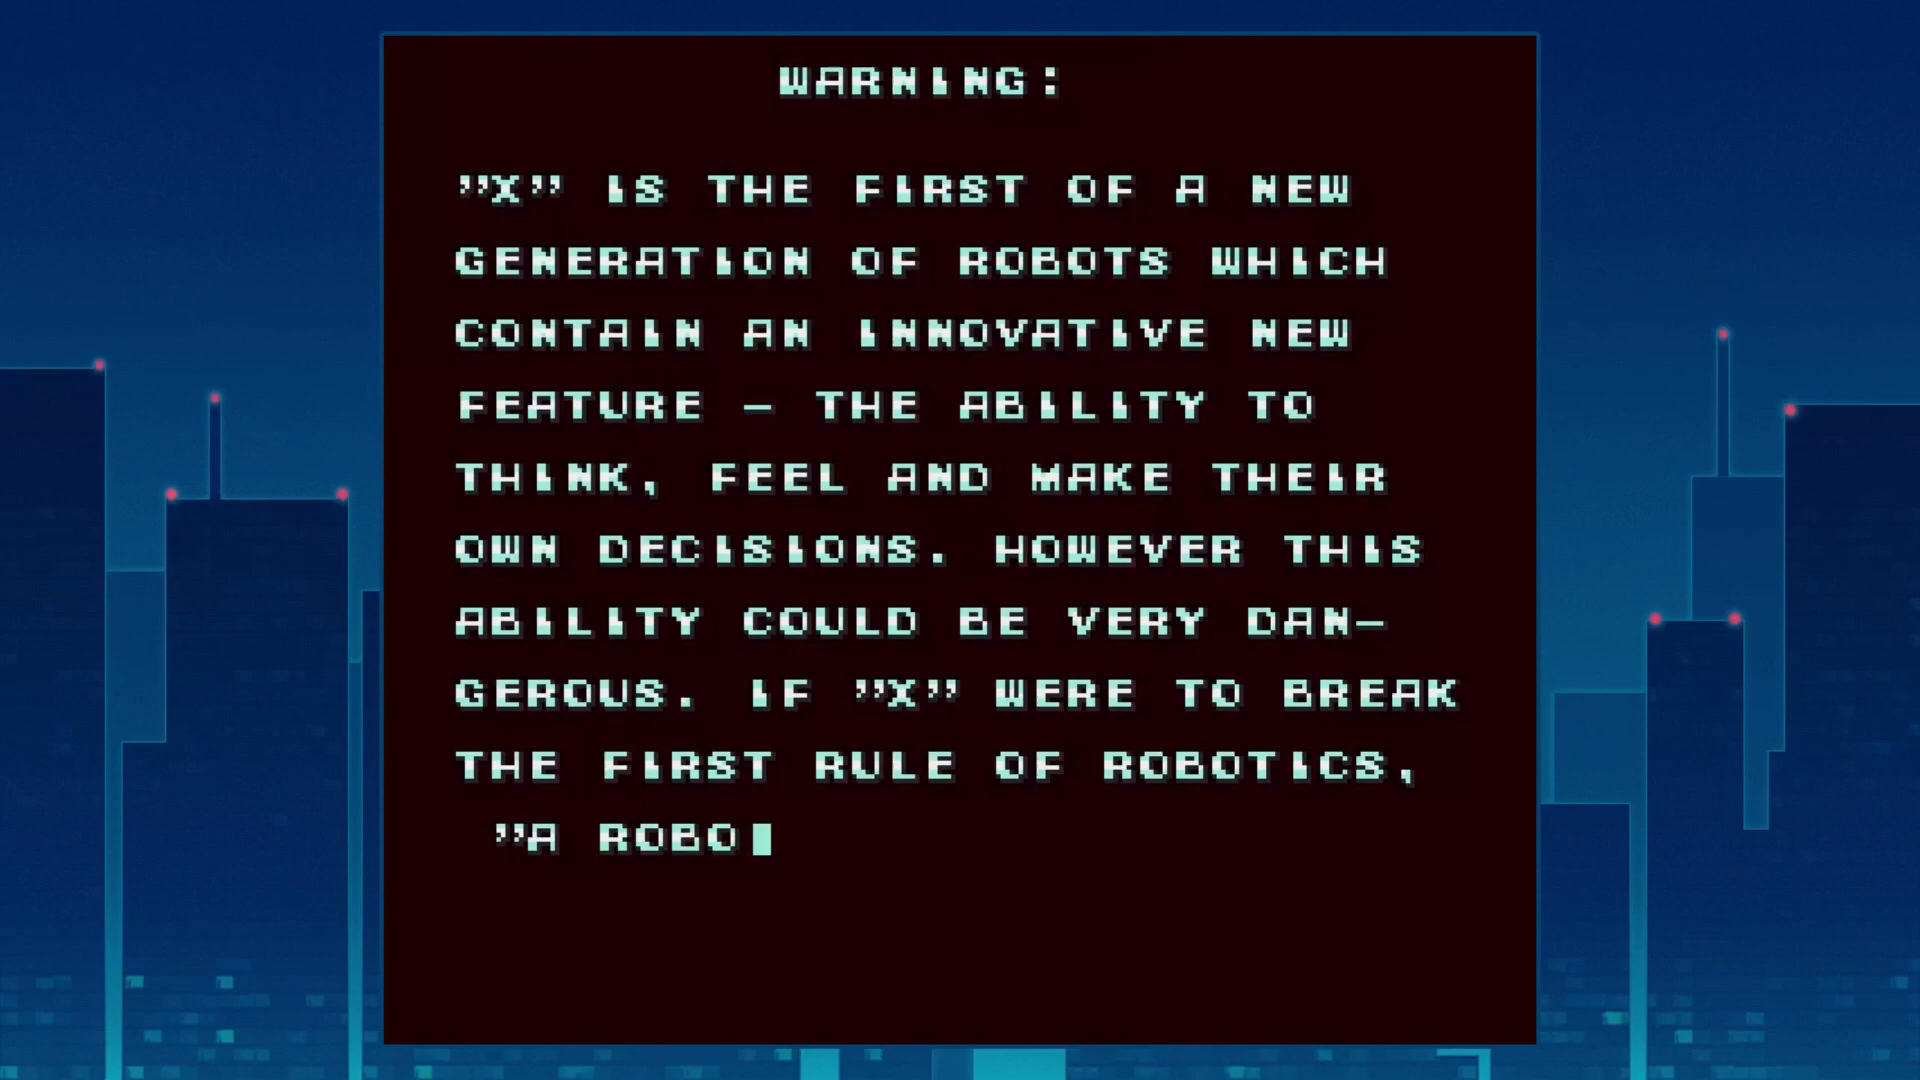 WARNING:
”X” IS THE FIRST OF A NEW
GENERATION OF ROBOTS WHICH
CONTAIN AN INNOVATIVE NEW
FEATURE – THE ABILITY TO
THINK, FEEL AND MAKE THEIR
OWN DECISIONS. HOWEVER THIS
ABILITY COULD BE VERY DAN–
GEROUS. IF ”X” WERE TO BREAK
THE FIRST RULE OF ROBOTICS,
”A ROBO